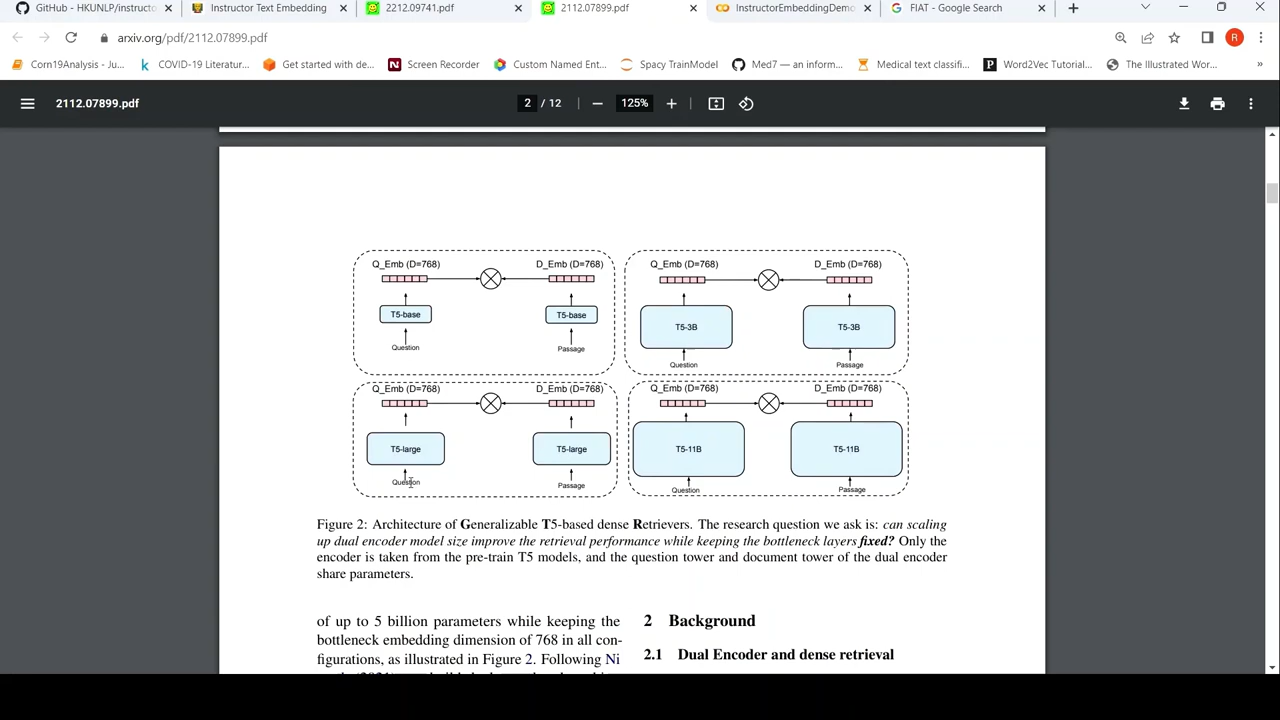 GitHub - HKUNLP/instructo
Instructor Text Embedding
2212.09741.pdf
2112.07899.pdf
InstructorEmbeddingDemo
FIAT - Google Search
arxiv.org/pdf/2112.07899.pdf
R
Corn19Analysis - Ju...
COVID-19 Literatur...
Get started with de...
Screen Recorder
Custom Named Ent...
Spacy TrainModel
Med7 — an inform...
Medical text classifi...
Word2Vec Tutorial...
The Illustrated Wor...
»
2112.07899.pdf
2 / 12
125%
Q_Emb (D=768)
D_Emb (D=768)
T5-base
T5-base
Question
Passage
Q_Emb (D=768)
D_Emb (D=768)
T5-3B
T5-3B
Question
Passage
Q_Emb (D=768)
D_Emb (D=768)
T5-large
T5-large
Question
Passage
Q_Emb (D=768)
D_Emb (D=768)
T5-11B
T5-11B
Question
Passage
Figure 2: Architecture of Generalizable T5-based dense Retrievers. The research question we ask is: can scaling
up dual encoder model size improve the retrieval performance while keeping the bottleneck layers fixed? Only the
encoder is taken from the pre-train T5 models, and the question tower and document tower of the dual encoder
share parameters.
of up to 5 billion parameters while keeping the
bottleneck embedding dimension of 768 in all con-
figurations, as illustrated in Figure 2. Following Ni
2 Background
2.1 Dual Encoder and dense retrieval